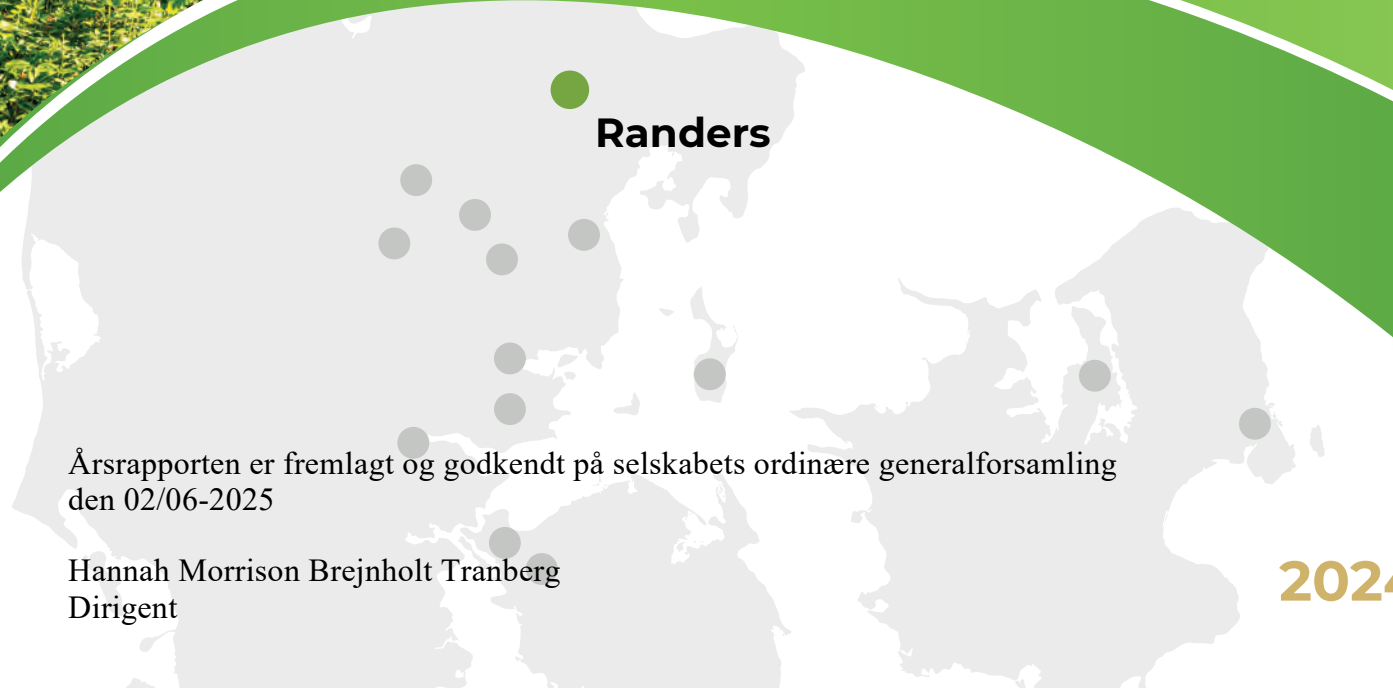 Randers
Årsrapporten er fremlagt og godkendt på selskabets ordinære generalforsamling
den 02/06-2025
Hannah Morrison Brejnholt Tranberg
Dirigent
2024